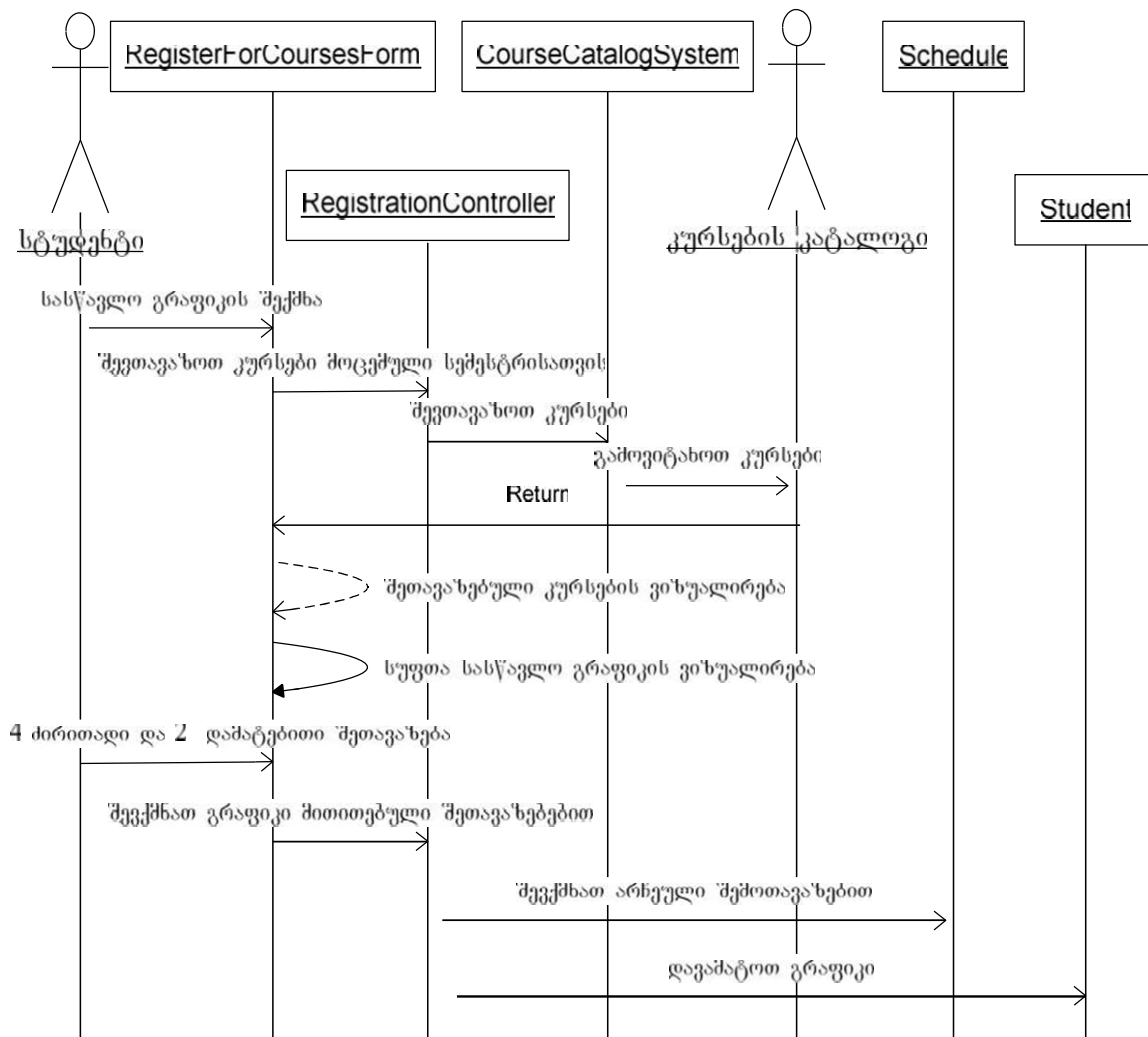 RegisterForCoursesForm
CourseCatalogSystem
Schedule
RegistrationController
Student
სტუდენტი
კურსების კატალოგი
სასწავლო გრაფიკის შექმნა
შევთავაზოთ კურსები მოცემული სემესტრისათვის
შევთავაზოთ კურსები
გამოვიტანოთ კურსები
Return
შეთავაზებული კურსების ვიზუალირება
სუფთა სასწავლო გრაფიკის ვიზუალირება
4 ძირითადი და 2 დამატებითი შეთავაზება
შევქმნათ გრაფიკი მითითებული შეთავაზებებით
შევქმნათ არჩეული შემოთავაზებით
დავამატოთ გრაფიკი